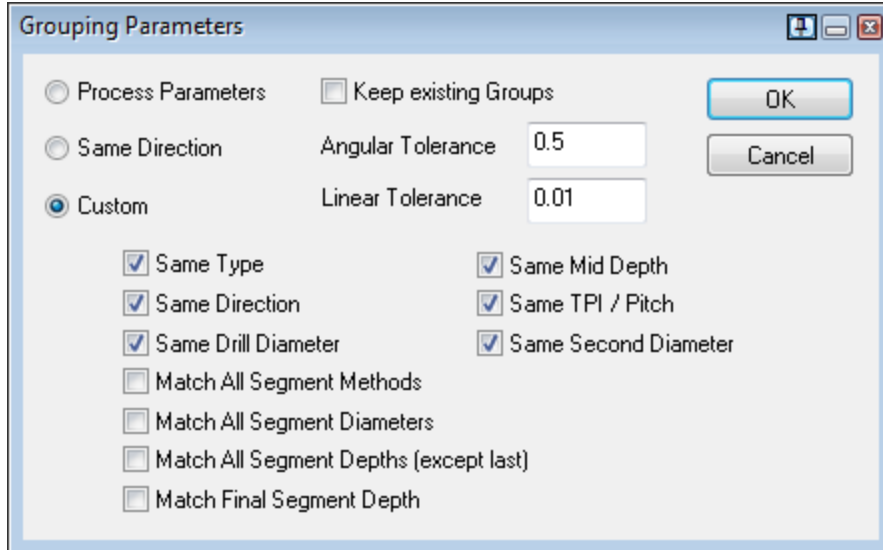 Grouping Parameters
Process Parameters
Keep existing Groups
OK
Same Direction
Angular Tolerance
0.5
Cancel
Custom
Linear Tolerance
0.01
Same Type
Same Mid Depth
Same Direction
Same TPI / Pitch
Same Drill Diameter
Same Second Diameter
Match All Segment Methods
Match All Segment Diameters
Match All Segment Depths (except last)
Match Final Segment Depth